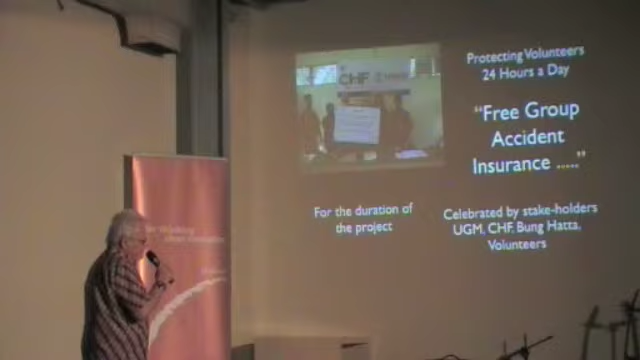 Protecting Volunteers
24 Hours a Day
"Free Group
Accident
Insurance ....."
CHF
For the duration of
the project
Celebrated by stake-holders
UGM, CHF, Bung Hatta,
Volunteers